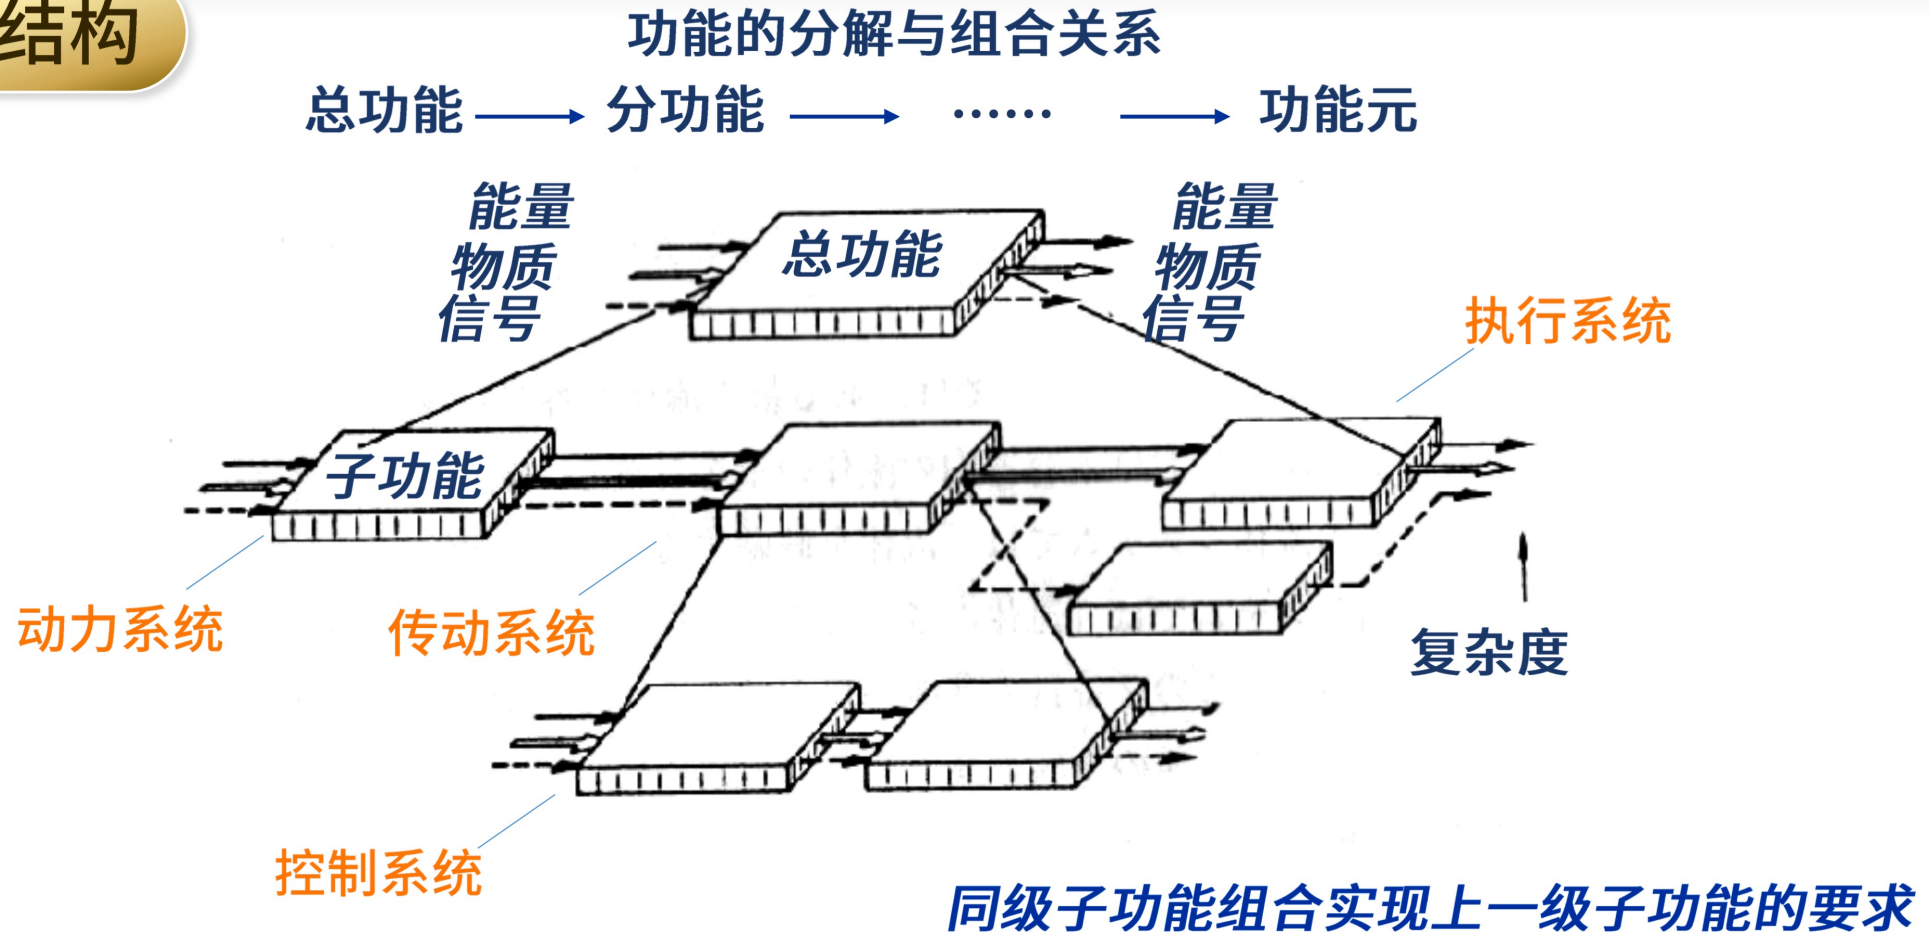 结构
功能的分解与组合关系
总功能 分功能 …… 功能元
能量
物质
信号
总功能
能量
物质
信号
执行系统
子功能
动力系统
传动系统
复杂度
控制系统
同级子功能组合实现上一级子功能的要求